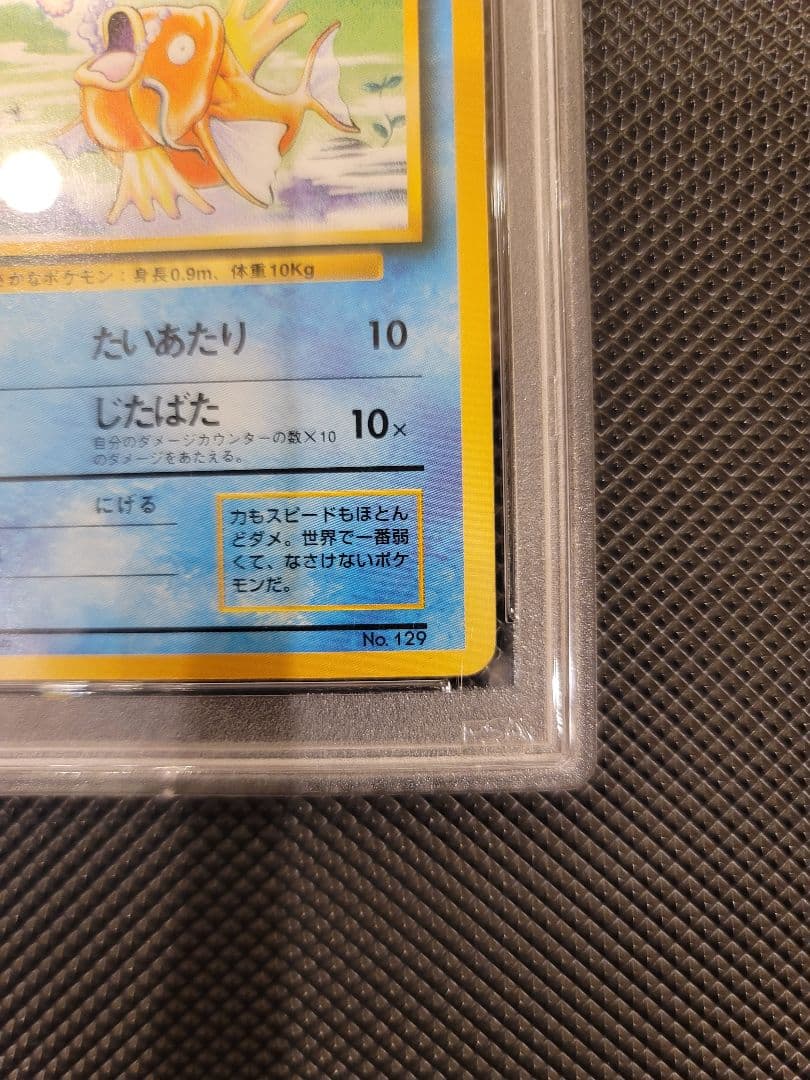 さかなポケモン：身長0.9m、体重10Kg
たいあたり 10
じたばた 10×
自分のダメージカウンターの数×10
のダメージをあたえる。
にげる
力もスピードもほとん
どダメ。世界で一番弱
くて、なさけないポケ
モンだ。
No. 129
PSA